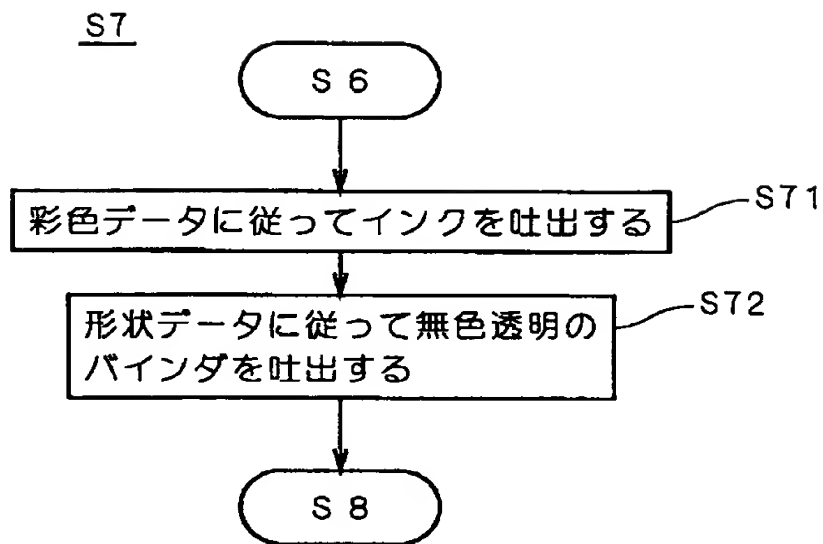 S7
S 6
彩色データに従ってインクを吐出する
S71
形状データに従って無色透明の
バインダを吐出する
S72
S 8